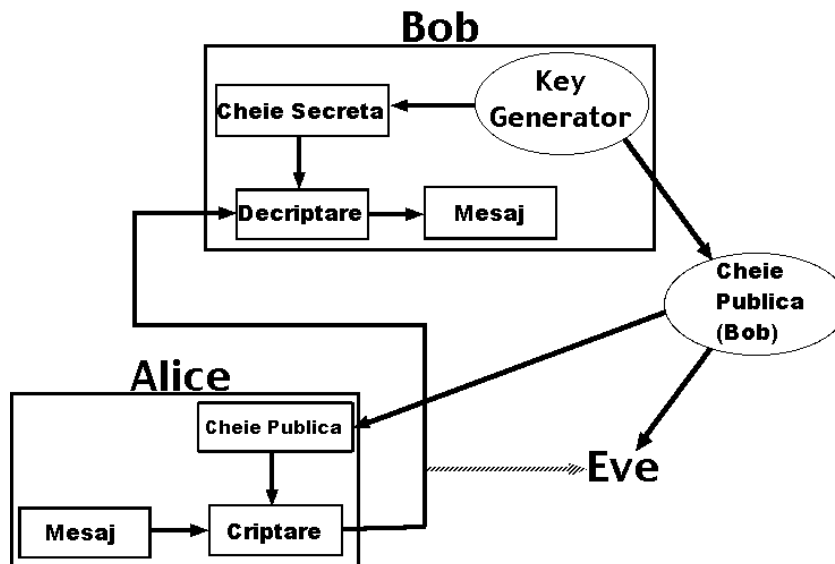 Bob
Key
Generator
Cheie Secreta
Decriptare
Mesaj
Cheie
Publica
(Bob)
Alice
Cheie Publica
Eve
Mesaj
Criptare